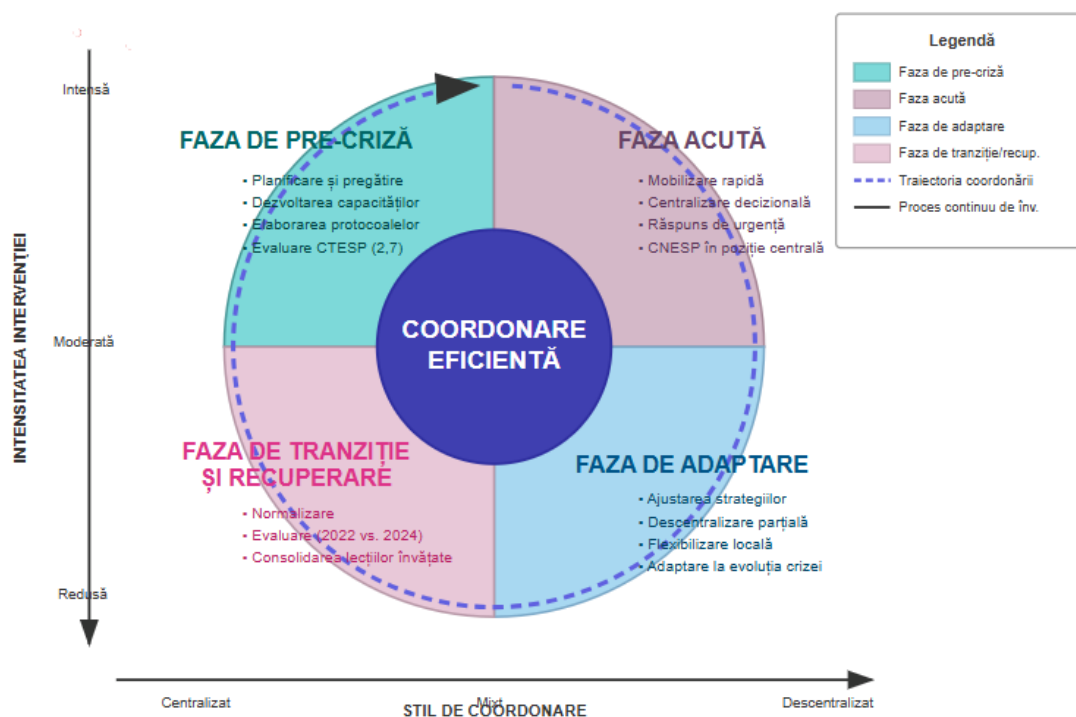 Legendă
Faza de pre-criză
Faza acută
Faza de adaptare
Faza de tranziție/recup.
Traiectoria coordonării
Proces continuu de înv.
Intensă
Moderată
Redusă
INTENSITATEA INTERVENȚIEI
FAZA DE PRE-CRIZĂ
• Planificare și pregătire
• Dezvoltarea capacităților
• Elaborarea protocoalelor
• Evaluare CTESP (2,7)
FAZA ACUTĂ
• Mobilizare rapidă
• Centralizare decizională
• Răspuns de urgență
• CNESP în poziție centrală
COORDONARE
EFICIENTĂ
FAZA DE TRANZIȚIE
ȘI RECUPERARE
• Normalizare
• Evaluare (2022 vs. 2024)
• Consolidarea lecțiilor învățate
FAZA DE ADAPTARE
• Ajustarea strategiilor
• Descentralizare parțială
• Flexibilizare locală
• Adaptare la evoluția crizei
Centralizat
Mixt
Descentralizat
STIL DE COORDONARE